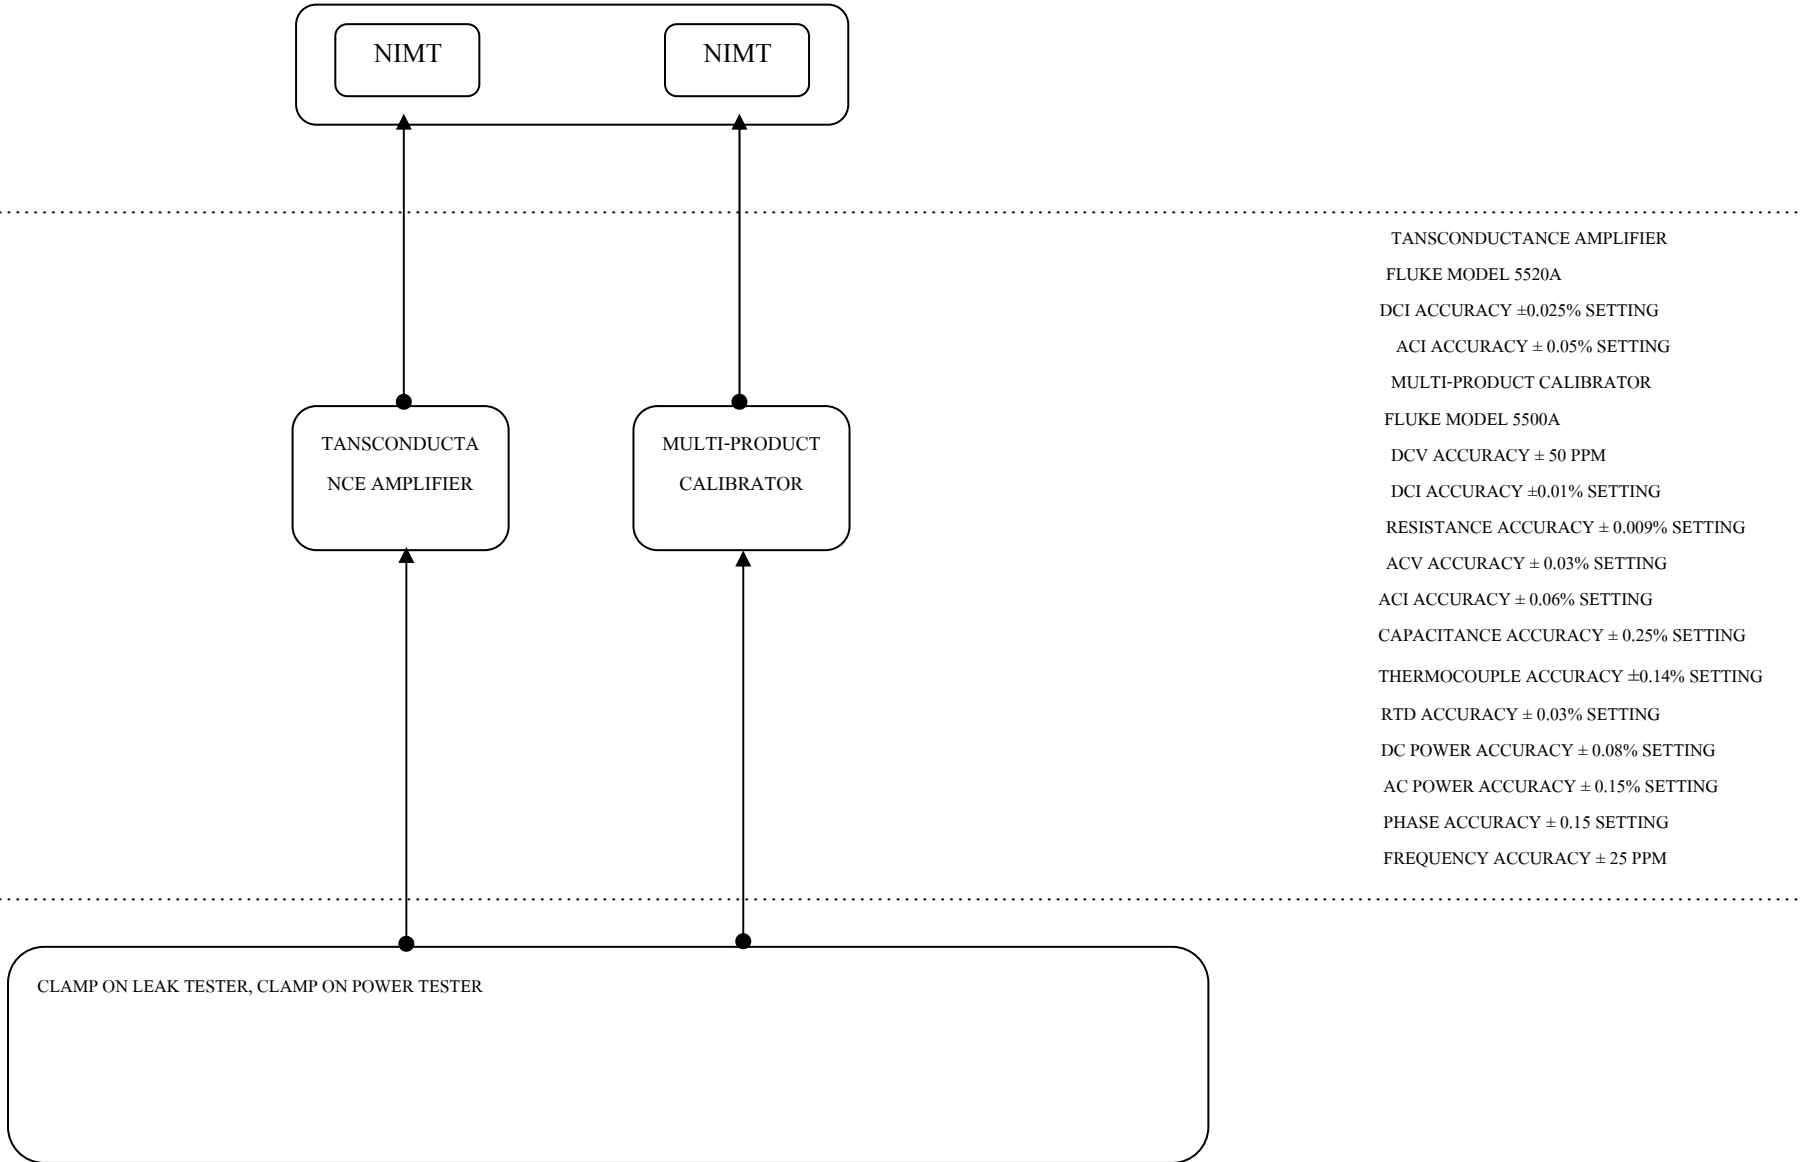 NIMT
NIMT
TANSCONDUCTANCE AMPLIFIER
FLUKE MODEL 5520A
DCI ACCURACY ±0.025% SETTING
ACI ACCURACY ± 0.05% SETTING
MULTI-PRODUCT CALIBRATOR
FLUKE MODEL 5500A
DCV ACCURACY ± 50 PPM
DCI ACCURACY ±0.01% SETTING
RESISTANCE ACCURACY ± 0.009% SETTING
ACV ACCURACY ± 0.03% SETTING
ACI ACCURACY ± 0.06% SETTING
CAPACITANCE ACCURACY ± 0.25% SETTING
THERMOCOUPLE ACCURACY ±0.14% SETTING
RTD ACCURACY ± 0.03% SETTING
DC POWER ACCURACY ± 0.08% SETTING
AC POWER ACCURACY ± 0.15% SETTING
PHASE ACCURACY ± 0.15 SETTING
FREQUENCY ACCURACY ± 25 PPM
TANSCONDUCTA
NCE AMPLIFIER
MULTI-PRODUCT
CALIBRATOR
CLAMP ON LEAK TESTER, CLAMP ON POWER TESTER